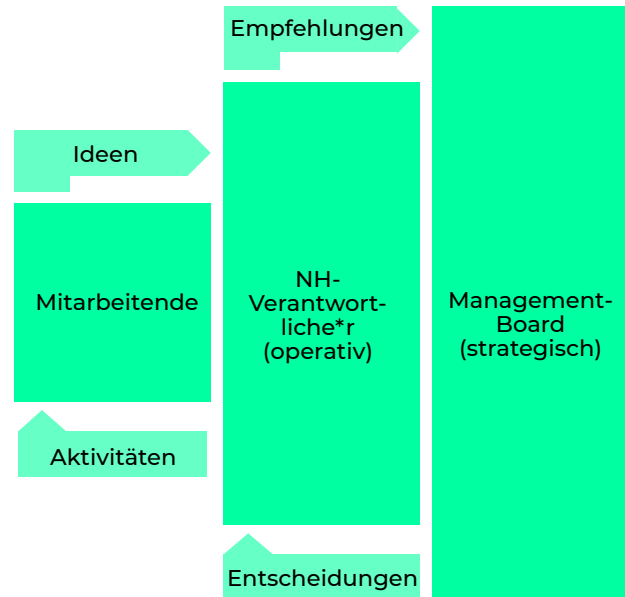 Empfehlungen
Ideen
Mitarbeitende
NH-
Verantwort-
liche*r
(operativ)
Management-
Board
(strategisch)
Aktivitäten
Entscheidungen